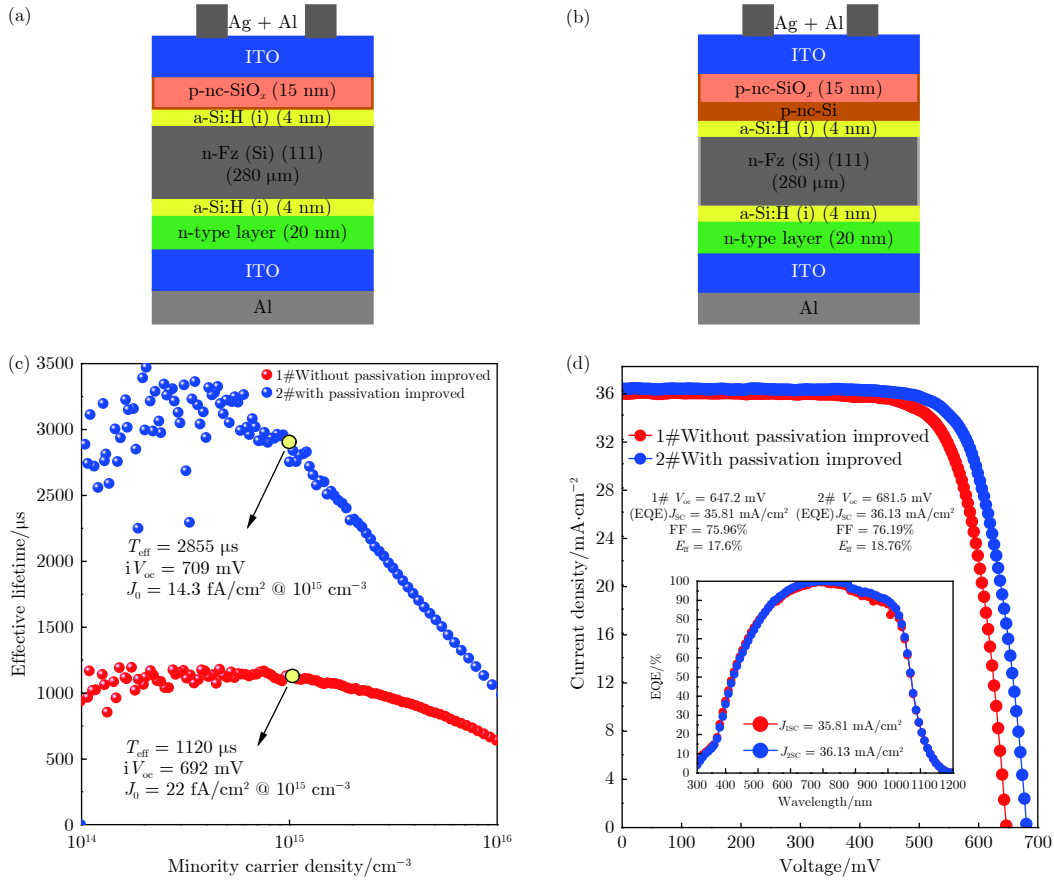 (a)
Ag + Al
ITO
p-nc-SiOₓ (15 nm)
a-Si:H (i) (4 nm)
n-Fz (Si) (111)
(280 μm)
a-Si:H (i) (4 nm)
n-type layer (20 nm)
ITO
Al
(b)
Ag + Al
ITO
p-nc-SiOₓ (15 nm)
p-nc-Si
a-Si:H (i) (4 nm)
n-Fz (Si) (111)
(280 μm)
a-Si:H (i) (4 nm)
n-type layer (20 nm)
ITO
Al
(c)
Effective lifetime/μs
3500
3000
2500
2000
1500
1000
500
0
1#Without passivation improved
2#with passivation improved
T_eff = 2855 μs
iV_oc = 709 mV
J₀ = 14.3 fA/cm² @ 10¹⁵ cm⁻³
T_eff = 1120 μs
iV_oc = 692 mV
J₀ = 22 fA/cm² @ 10¹⁵ cm⁻³
10¹⁴ 10¹⁵ 10¹⁶
Minority carrier density/cm⁻³
(d)
Current density/mA·cm⁻²
36
32
28
24
20
16
12
8
4
0
1#Without passivation improved
2#With passivation improved
1# V_oc = 647.2 mV
(EQE)J_SC = 35.81 mA/cm²
FF = 75.96%
E_ff = 17.6%
2# V_oc = 681.5 mV
(EQE)J_SC = 36.13 mA/cm²
FF = 76.19%
E_ff = 18.76%
EQE/%
100
90
80
70
60
50
40
30
20
10
0
J₁SC = 35.81 mA/cm²
J₂SC = 36.13 mA/cm²
300 400 500 600 700 800 900 1000 1100 1200
Wavelength/nm
0 100 200 300 400 500 600 700
Voltage/mV